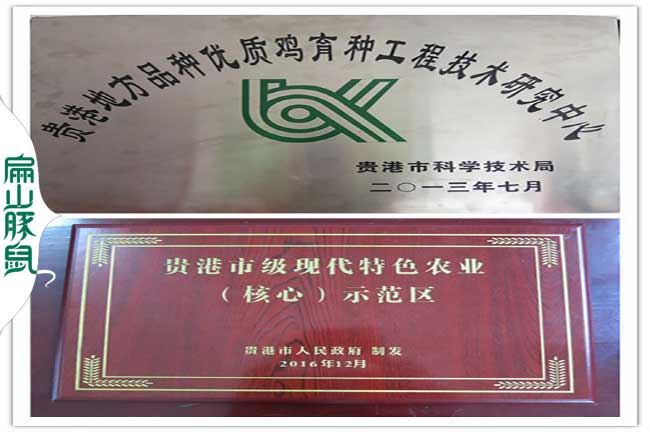 贵港地方品种优质鸡育种工程技术研究中心
贵港市科学技术局
二〇一三年七月
扁山豚鼠
贵港市级现代特色农业
（核心）示范区
贵港市人民政府 制发
2016年12月